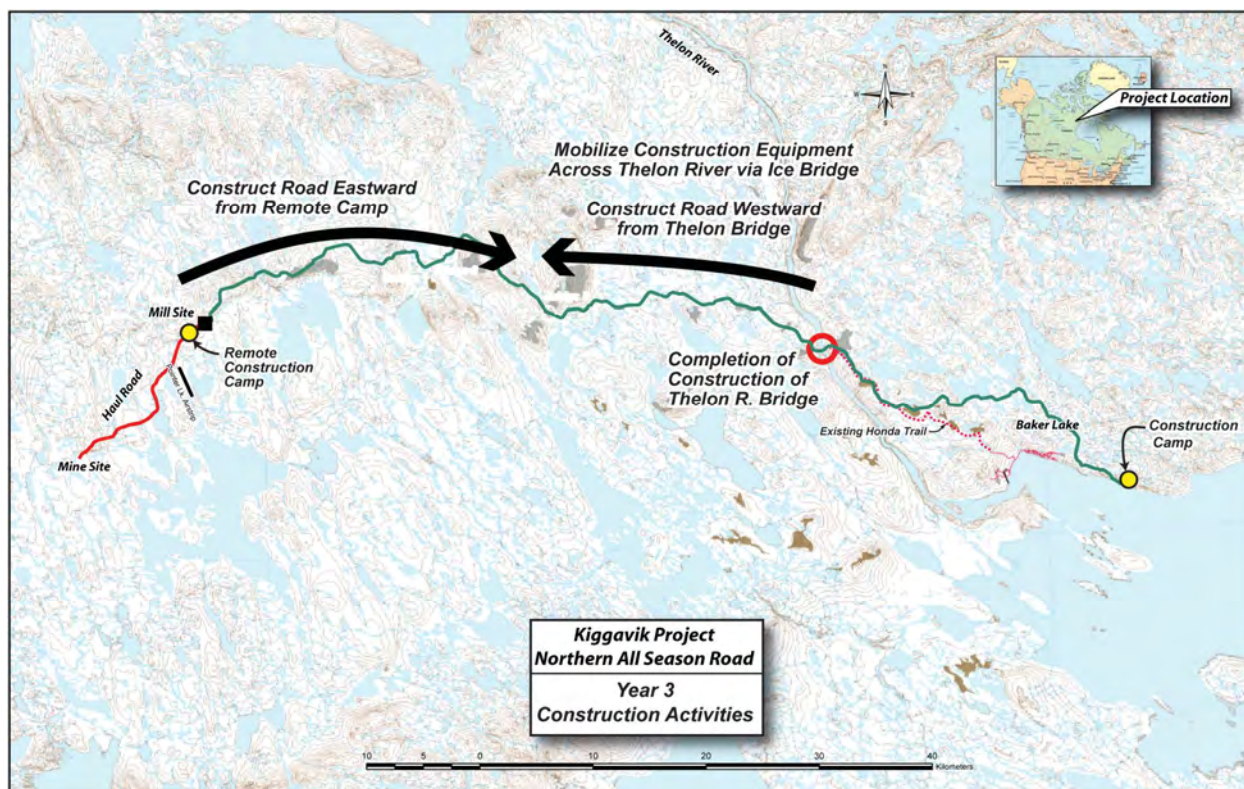 Thelon River
N
W
E
S
Project Location
Mobilize Construction Equipment
Across Thelon River via Ice Bridge
Construct Road Eastward
from Remote Camp
Construct Road Westward
from Thelon Bridge
Mill Site
Remote
Construction
Camp
Haul Road
Pointer Lk. Airstrip
Mine Site
Completion of
Construction of
Thelon R. Bridge
Existing Honda Trail
Baker Lake
Construction
Camp
Kiggavik Project
Northern All Season Road
Year 3
Construction Activities
10 5 0 10 20 30 40
Kilometers